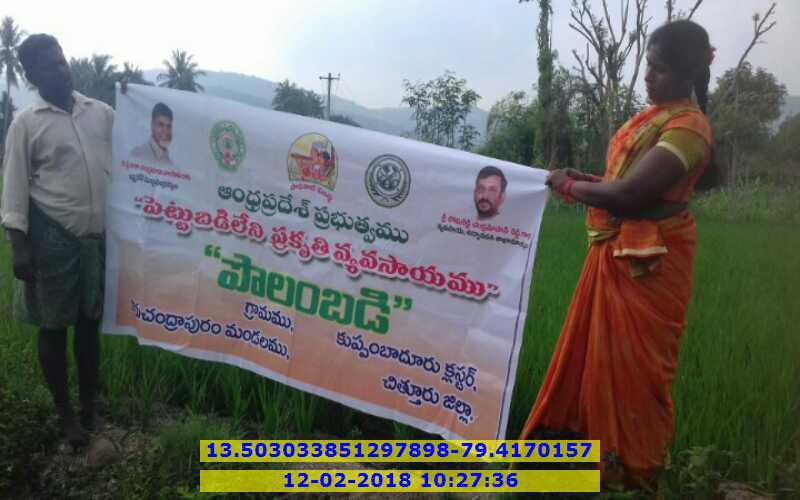 ఆంధ్రప్రదేశ్ ప్రభుత్వము
"పెట్టుబడిలేని ప్రకృతి వ్యవసాయము"
"పొలంబడి"
గ్రామము, కుప్పంబాదూరు క్లస్టర్,
చంద్రాపురం మండలము, చిత్తూరు జిల్లా.
13.503033851297898-79.4170157
12-02-2018 10:27:36